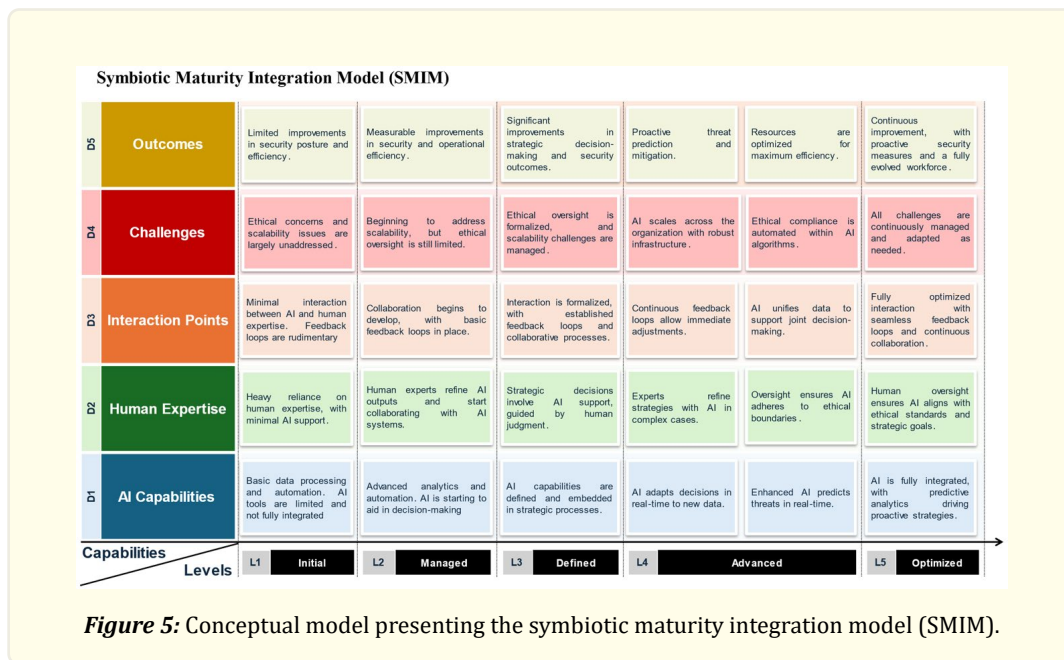 Symbiotic Maturity Integration Model (SMIM)
D5
Outcomes
Limited improvements
in security posture and
efficiency.
Measurable improvements
in security and operational
efficiency.
Significant
improvements in
strategic decision-
making and security
outcomes.
Proactive threat
prediction and
mitigation.
Resources are
optimized for
maximum efficiency.
Continuous
improvement, with
proactive security
measures and a fully
evolved workforce.
D4
Challenges
Ethical concerns and
scalability issues are
largely unaddressed.
Beginning to address
scalability, but ethical
oversight is still limited.
Ethical oversight is
formalized, and
scalability challenges are
managed.
AI scales across the
organization with robust
infrastructure.
Ethical compliance is
automated within AI
algorithms.
All challenges are
continuously managed
and adapted as
needed.
D3
Interaction Points
Minimal interaction
between AI and human
expertise. Feedback
loops are rudimentary
Collaboration begins to
develop, with basic
feedback loops in place.
Interaction is formalized,
with established
feedback loops and
collaborative processes.
Continuous feedback
loops allow immediate
adjustments.
AI unifies data to
support joint decision-
making.
Fully optimized
interaction with
seamless feedback
loops and continuous
collaboration.
D2
Human Expertise
Heavy reliance on
human expertise, with
minimal AI support.
Human experts refine AI
outputs and start
collaborating with AI
systems.
Strategic decisions
involve AI support,
guided by human
judgment.
Experts refine
strategies with AI in
complex cases.
Oversight ensures AI
adheres to ethical
boundaries.
Human oversight
ensures AI aligns with
ethical standards and
strategic goals.
D1
AI Capabilities
Basic data processing
and automation. AI
tools are limited and
not fully integrated
Advanced analytics and
automation. AI is starting to
aid in decision-making
AI capabilities are
defined and embedded
in strategic processes.
AI adapts decisions in
real-time to new data.
Enhanced AI predicts
threats in real-time.
AI is fully integrated,
with predictive
analytics driving
proactive strategies.
Capabilities
Levels
L1 Initial
L2 Managed
L3 Defined
L4 Advanced
L5 Optimized
Figure 5: Conceptual model presenting the symbiotic maturity integration model (SMIM).